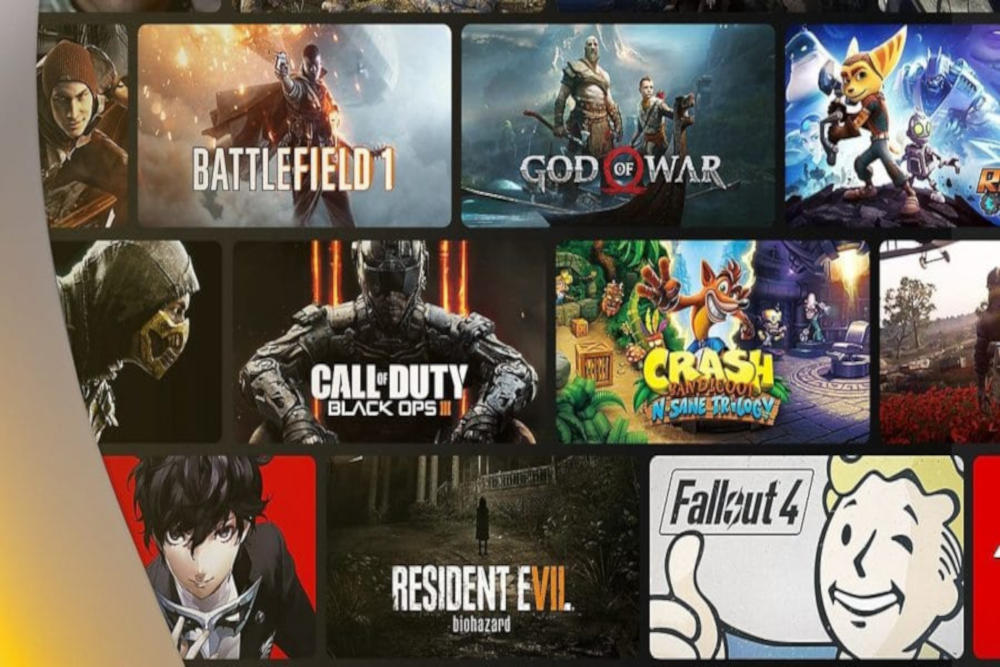 BATTLEFIELD 1
GOD OF WAR
R
CALL OF DUTY
BLACK OPS III
CRASH
BANDICOOT
N. SANE TRILOGY
RESIDENT EVIL
biohazard
Fallout 4